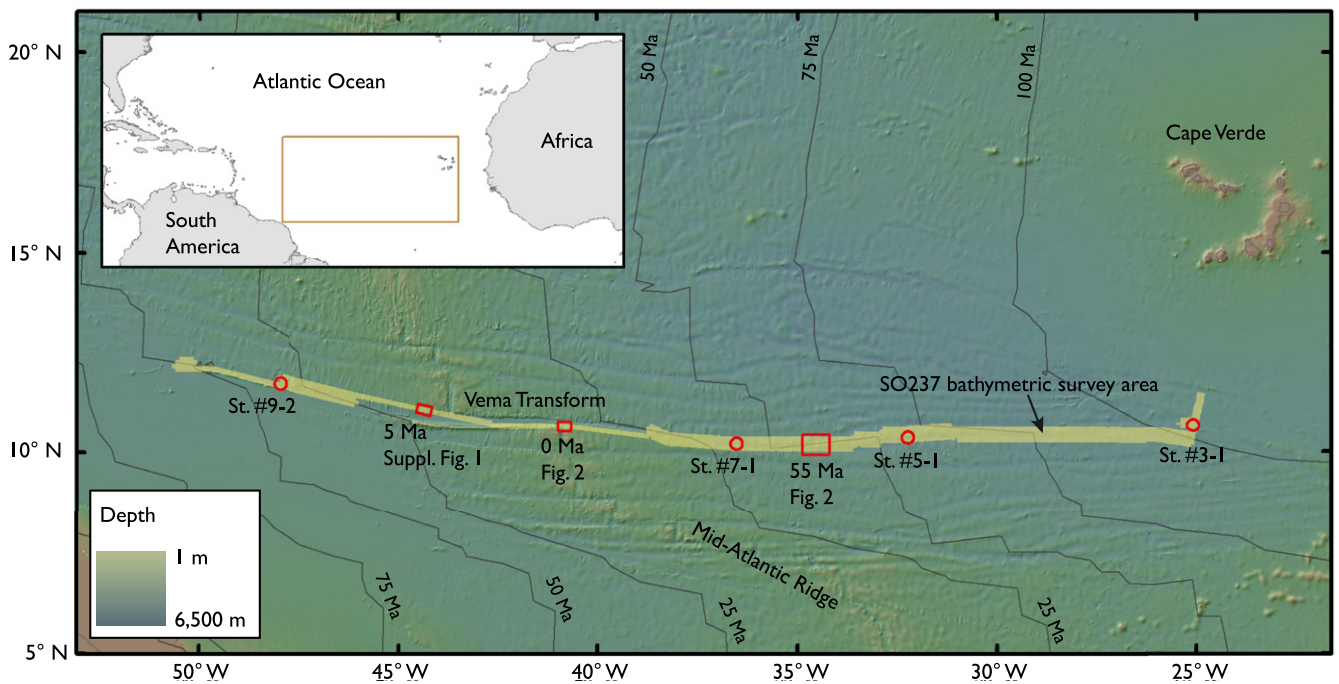 20° N
15° N
10° N
5° N
Atlantic Ocean
Africa
South
America
50 Ma
75 Ma
100 Ma
Cape Verde
SO237 bathymetric survey area
Vema Transform
St. #9-2
5 Ma
Suppl. Fig. 1
0 Ma
Fig. 2
St. #7-1
55 Ma
Fig. 2
St. #5-1
St. #3-1
Mid-Atlantic Ridge
75 Ma
50 Ma
25 Ma
25 Ma
Depth
1 m
6,500 m
50° W
45° W
40° W
35° W
30° W
25° W